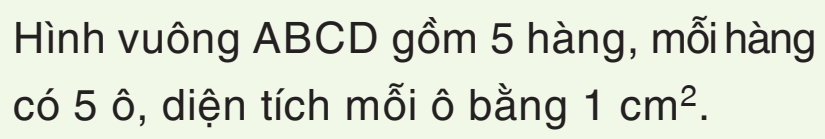 Hình vuông ABCD gồm 5 hàng, mỗi hàng
có 5 ô, diện tích mỗi ô bằng 1 cm².